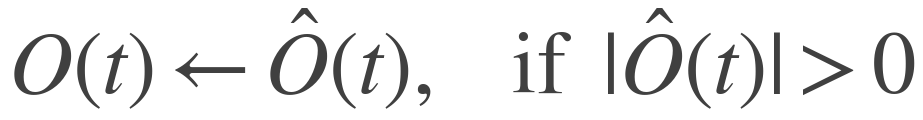 O(t) ← Ô(t),   if |Ô(t)| > 0